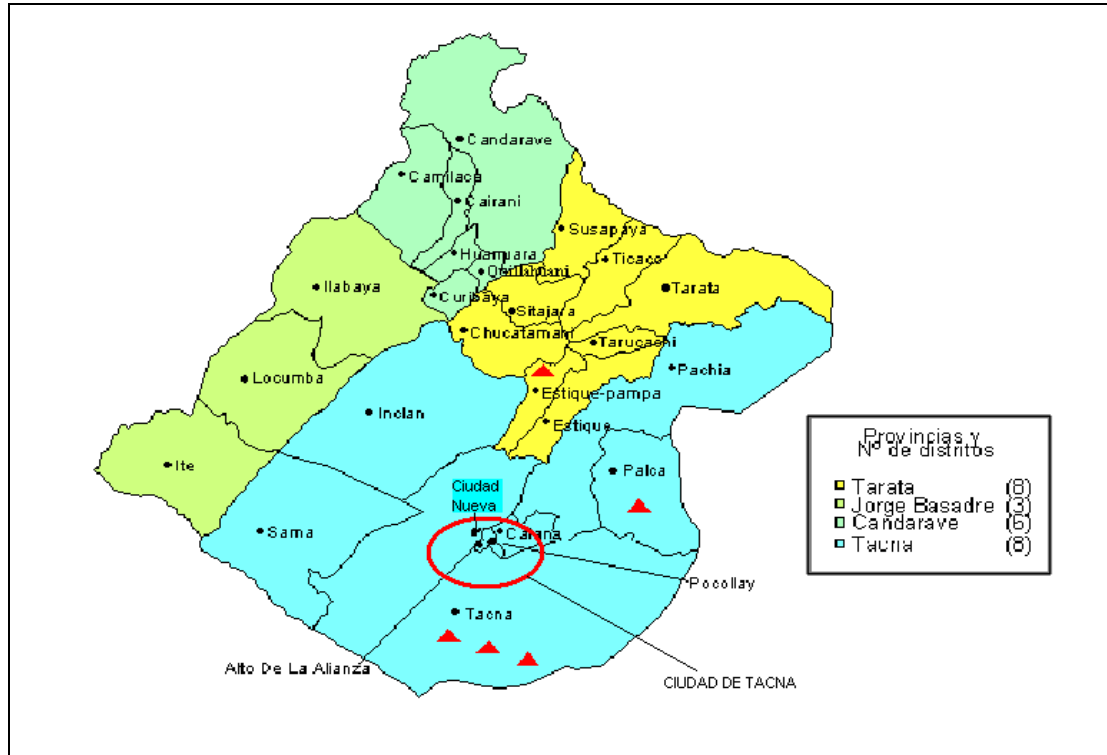 Candarave
Camilaca
Cairani
Susapaya
Huanuara
Ticaco
Ilabaya
Curibaya
Tarata
Sitajara
Chucatamani
Tarucachi
Pachia
Locumba
Estique-pampa
Inclan
Estique
Provincias y
Nº de distritos
Ite
Palca
Tarata (8)
Jorge Basadre (3)
Candarave (6)
Tacna (8)
Ciudad
Nueva
Sama
Calana
Pocollay
Tacna
Alto De La Alianza
CIUDAD DE TACNA